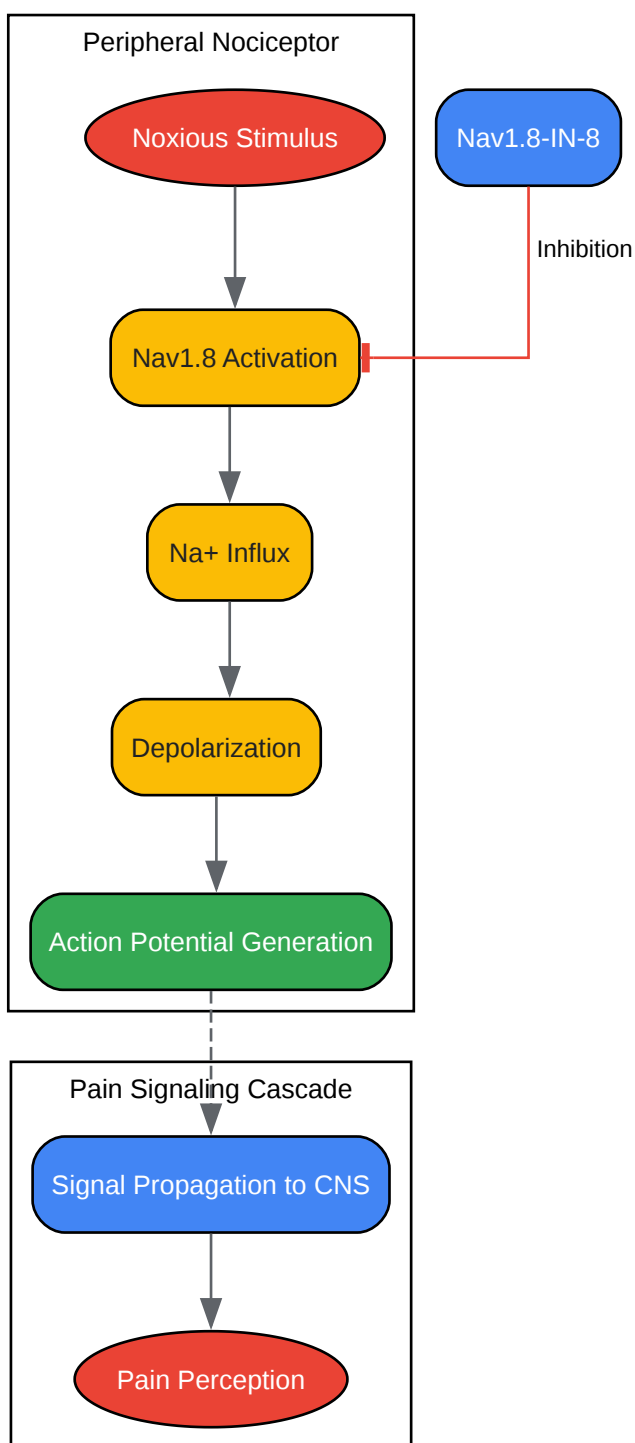 Peripheral Nociceptor
Noxious Stimulus
Nav1.8-IN-8
Inhibition
Nav1.8 Activation
Na+ Influx
Depolarization
Action Potential Generation
Pain Signaling Cascade
Signal Propagation to CNS
Pain Perception